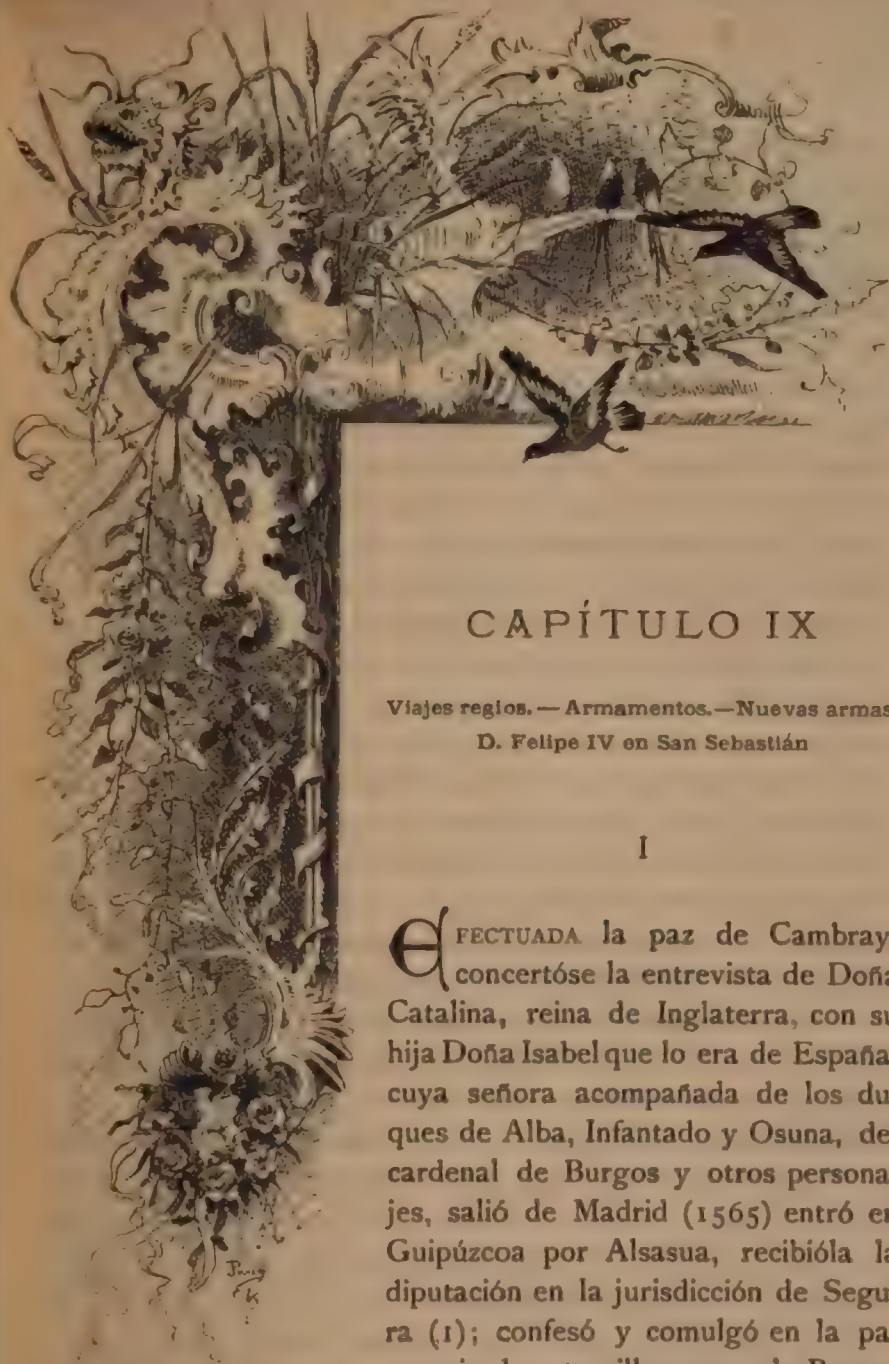 CAPÍTULO IX
Viajes regios.—Armamentos.—Nuevas armas
D. Felipe IV en San Sebastián
I
EFECTUADA la paz de Cambray
concertóse la entrevista de Doña
Catalina, reina de Inglaterra, con su
hija Doña Isabel que lo era de España
cuya señora acompañada de los du
ques de Alba, Infantado y Osuna, de
cardenal de Burgos y otros persona
jes, salió de Madrid (1565) entró en
Guipúzcoa por Alsasua, recibióla la
diputación en la jurisdicción de Segu
ra (1); confesó y comulgó en la pa